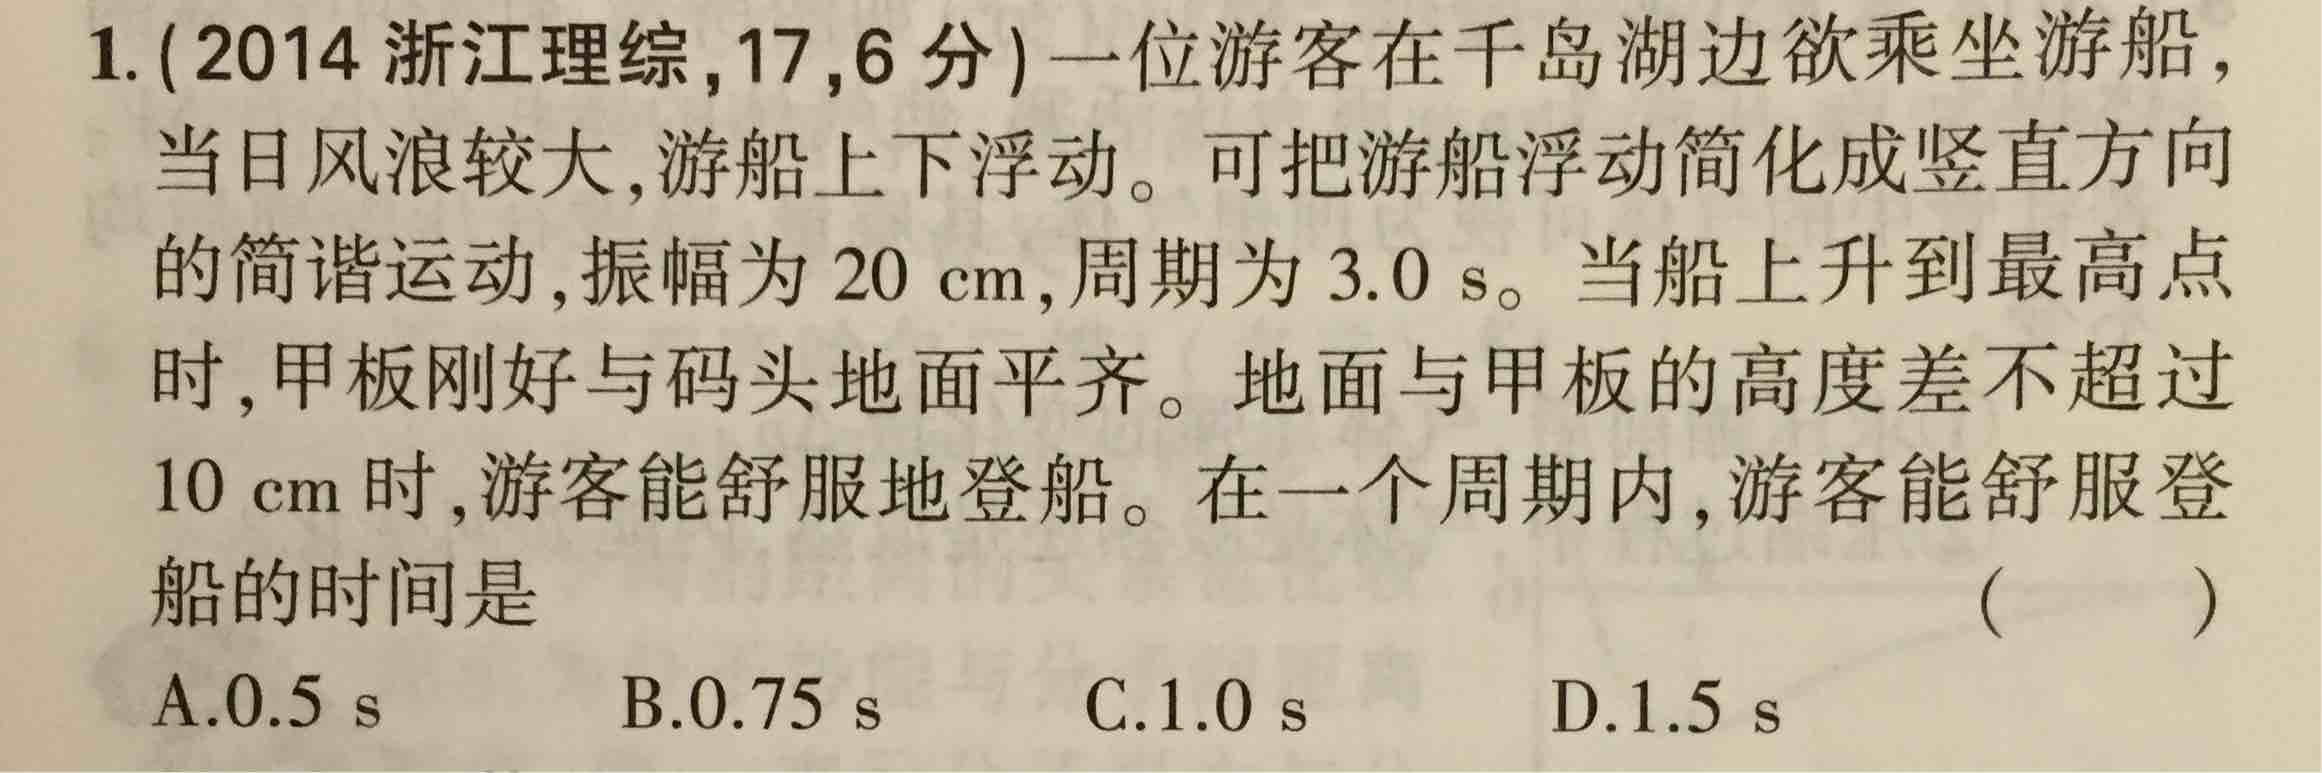 1.(2014 浙江理综,17,6 分)一位游客在千岛湖边欲乘坐游船,
当日风浪较大,游船上下浮动。可把游船浮动简化成竖直方向
的简谐运动,振幅为 20 cm,周期为 3.0 s。当船上升到最高点
时,甲板刚好与码头地面平齐。地面与甲板的高度差不超过
10 cm 时,游客能舒服地登船。在一个周期内,游客能舒服登
船的时间是 ( )
A.0.5 s B.0.75 s C.1.0 s D.1.5 s